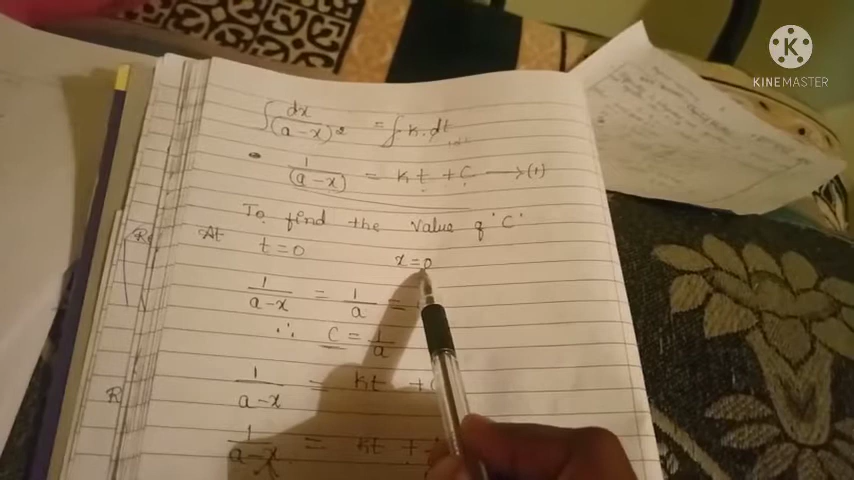 K
KINEMASTER
∫ dx/(a-x)² = ∫ K. dt
1/(a-x) = Kt + C → (1)
To find the value of 'C'
At t=0 x=0
1/(a-x) = 1/a =
∴ C = 1/a
1/(a-x) = Kt +
R
1/(a-x) = Kt +